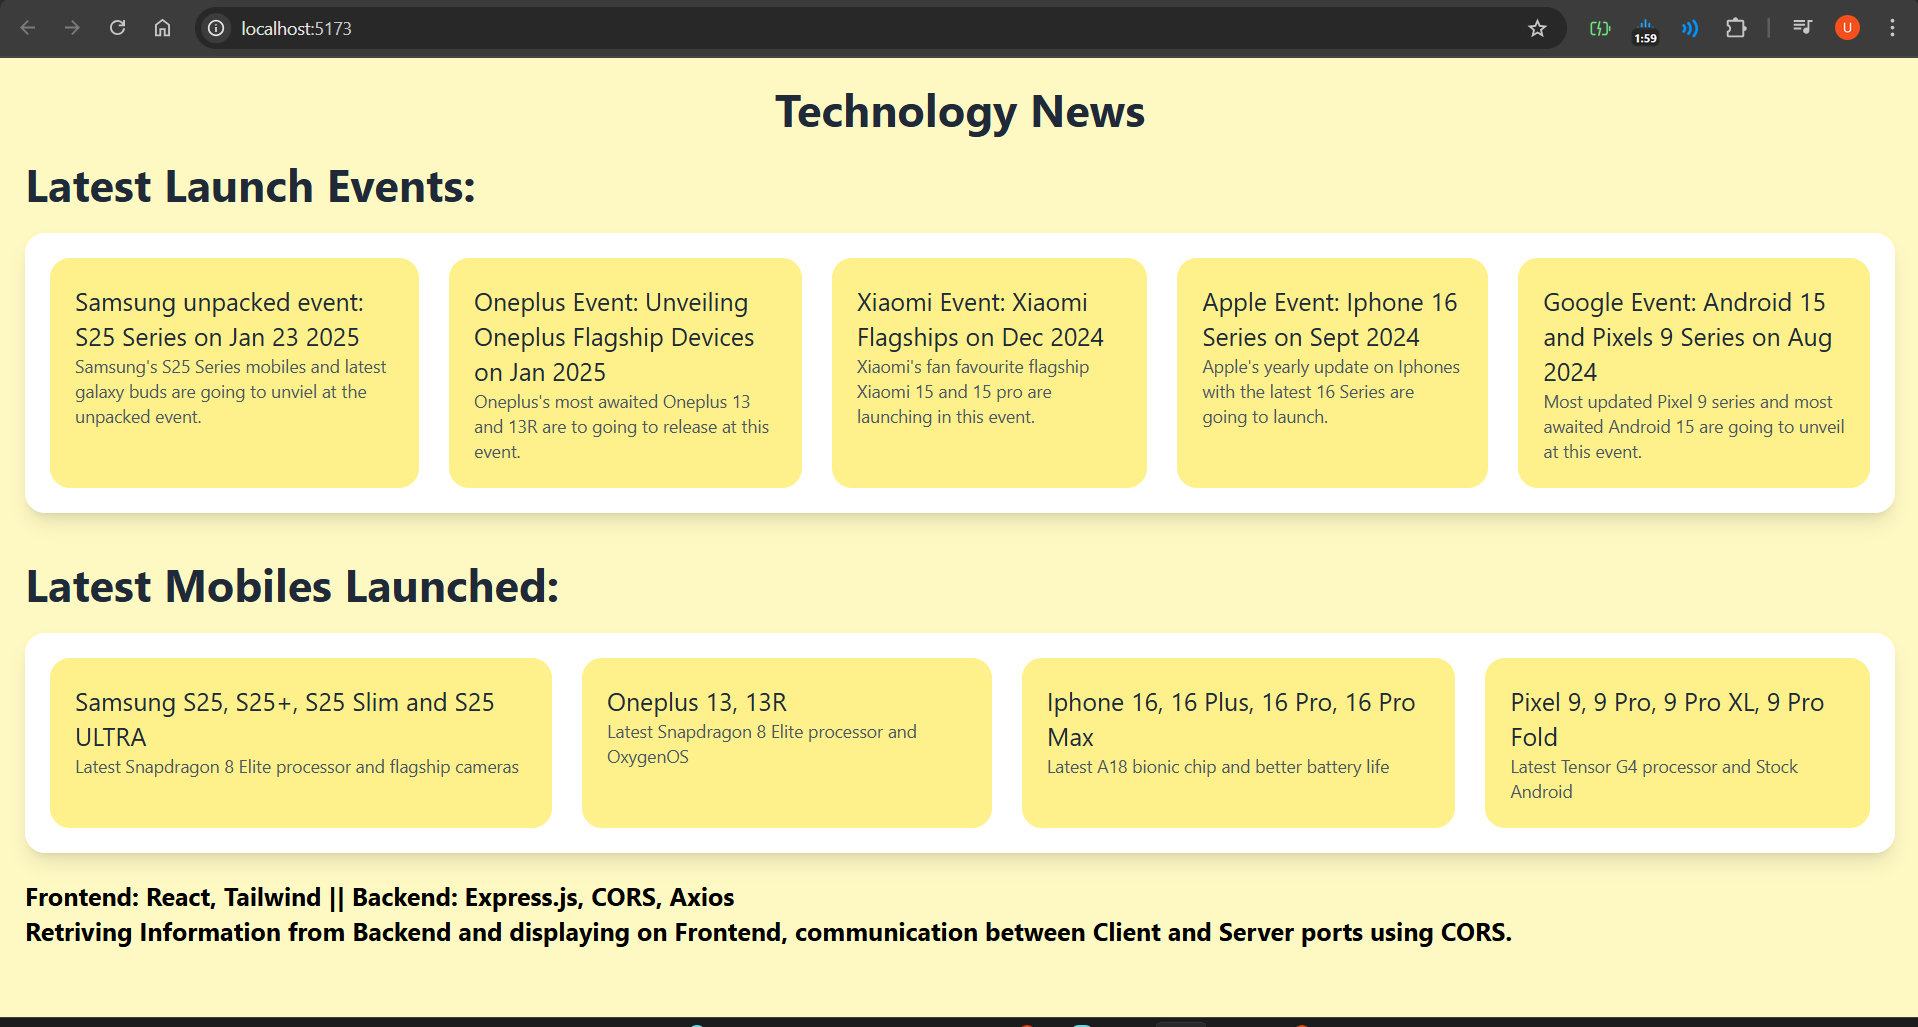 localhost:5173
1:59
U
Technology News
Latest Launch Events:
Samsung unpacked event:
S25 Series on Jan 23 2025
Samsung's S25 Series mobiles and latest
galaxy buds are going to unviel at the
unpacked event.
Oneplus Event: Unveiling
Oneplus Flagship Devices
on Jan 2025
Oneplus's most awaited Oneplus 13
and 13R are to going to release at this
event.
Xiaomi Event: Xiaomi
Flagships on Dec 2024
Xiaomi's fan favourite flagship
Xiaomi 15 and 15 pro are
launching in this event.
Apple Event: Iphone 16
Series on Sept 2024
Apple's yearly update on Iphones
with the latest 16 Series are
going to launch.
Google Event: Android 15
and Pixels 9 Series on Aug
2024
Most updated Pixel 9 series and most
awaited Android 15 are going to unveil
at this event.
Latest Mobiles Launched:
Samsung S25, S25+, S25 Slim and S25
ULTRA
Latest Snapdragon 8 Elite processor and flagship cameras
Oneplus 13, 13R
Latest Snapdragon 8 Elite processor and
OxygenOS
Iphone 16, 16 Plus, 16 Pro, 16 Pro
Max
Latest A18 bionic chip and better battery life
Pixel 9, 9 Pro, 9 Pro XL, 9 Pro
Fold
Latest Tensor G4 processor and Stock
Android
Frontend: React, Tailwind || Backend: Express.js, CORS, Axios
Retriving Information from Backend and displaying on Frontend, communication between Client and Server ports using CORS.